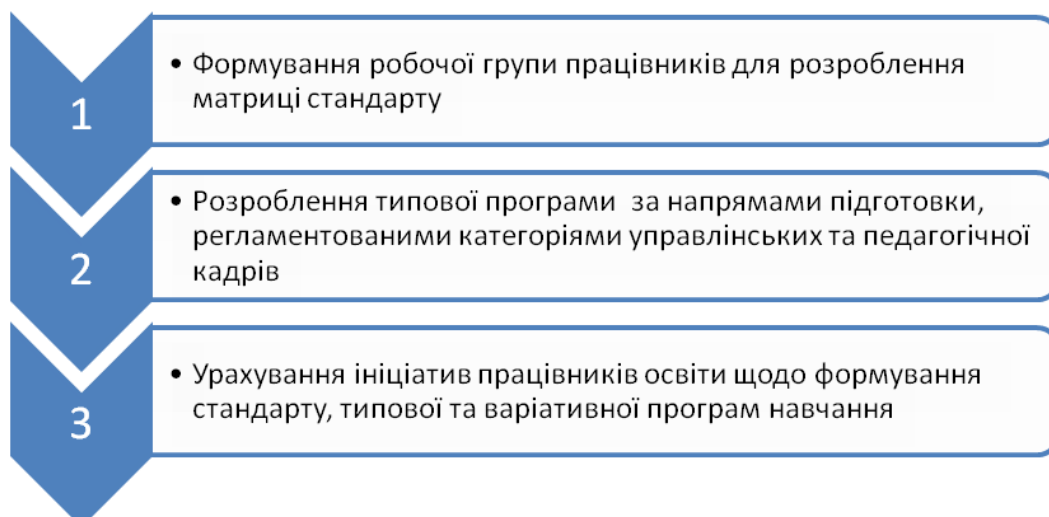 1
• Формування робочої групи працівників для розроблення
матриці стандарту
2
• Розроблення типової програми за напрямами підготовки,
регламентованими категоріями управлінських та педагогічної
кадрів
3
• Урахування ініціатив працівників освіти щодо формування
стандарту, типової та варіативної програм навчання